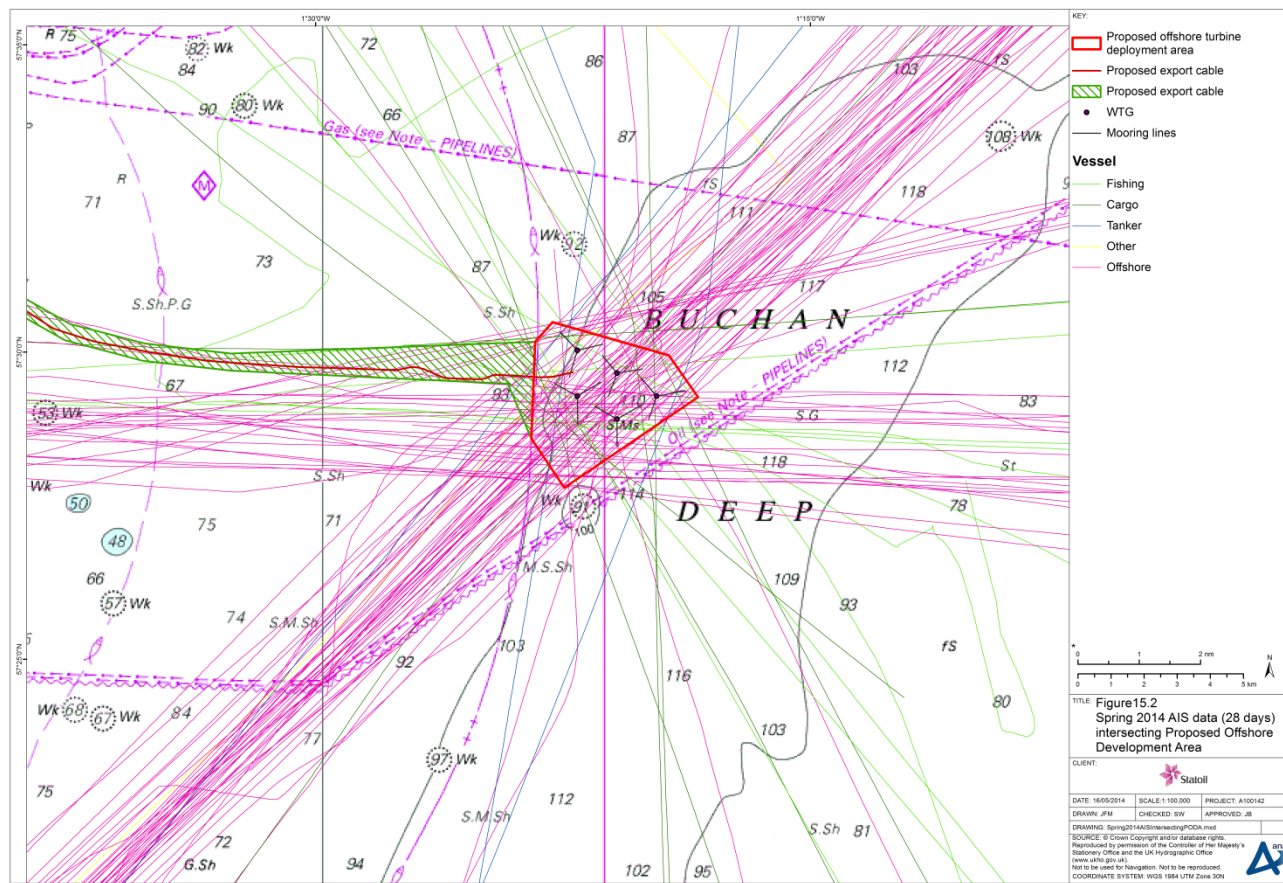 1°30'0"W
1°15'0"W
57°35'0"N
57°30'0"N
57°25'0"N
R 75
82 Wk
84
72
86
103
fS
90
80 Wk
66
87
108 Wk
Gas (see Note - PIPELINES)
R
M
71
fS
118
111
73
87
Wk 92
S.Sh.P.G
S.Sh
105
117
BUCHAN
67
93
110
112
53 Wk
S.Ms
S.G
83
Oil (see Note - PIPELINES)
S.Sh
118
St
Wk
50
75
71
Wk 91
114
100
DEEP
78
48
66
M.S.Sh
109
57 Wk
74
S.M.Sh
93
103
92
fS
116
80
Wk 68
67 Wk
84
77
103
97 Wk
75
112
S.M.Sh
S.Sh
81
72
G.Sh
94
102
95
KEY:
Proposed offshore turbine
deployment area
Proposed export cable
Proposed export cable
WTG
Mooring lines
Vessel
Fishing
Cargo
Tanker
Other
Offshore
*
0 1 2 nm
0 1 2 3 4 5 km
N
TITLE: Figure15.2
Spring 2014 AIS data (28 days)
intersecting Proposed Offshore
Development Area
CLIENT:
Statoil
DATE: 16/05/2014 SCALE:1:100,000 PROJECT: A100142
DRAWN: JFM CHECKED: SW APPROVED: JB
DRAWING: Spring2014AISIntersectingPODA.mxd
SOURCE: © Crown Copyright and/or database rights.
Reproduced by permission of the Controller of Her Majesty's
Stationery Office and the UK Hydrographic Office
(www.ukho.gov.uk).
Not to be used for Navigation. Not to be reproduced.
COORDINATE SYSTEM: WGS 1984 UTM Zone 30N